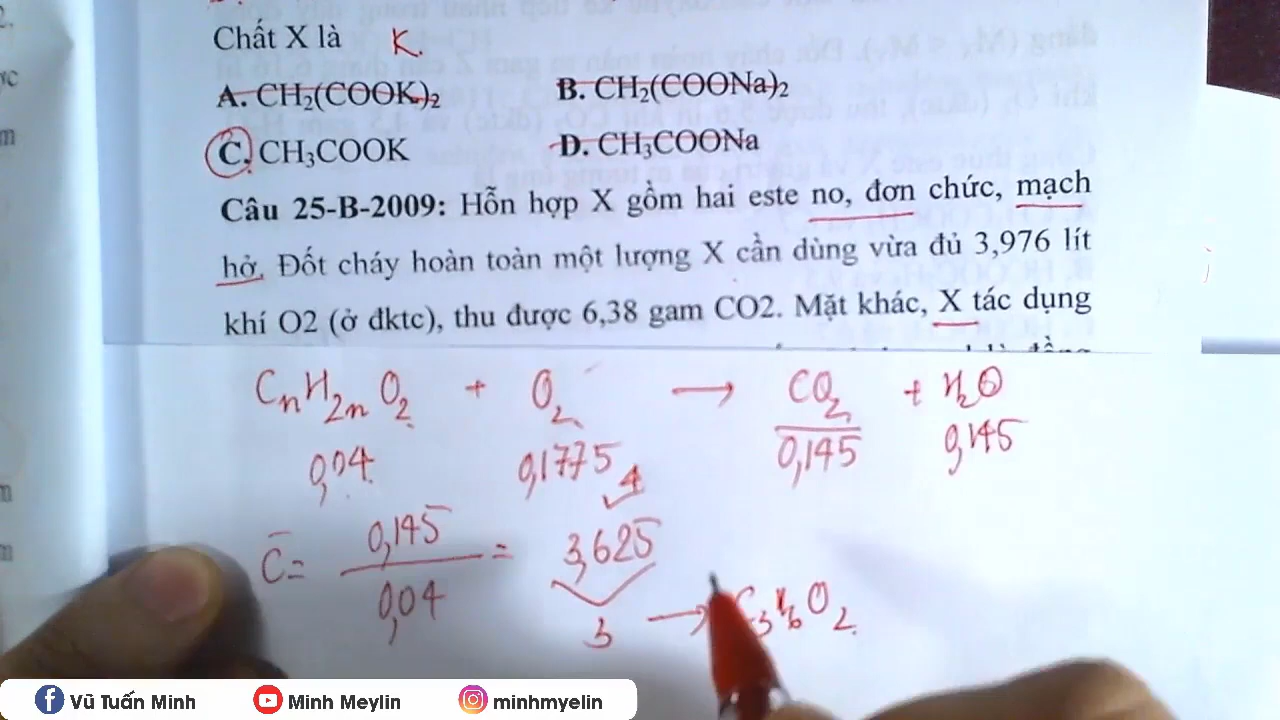 Chất X là K.
A. CH₂(COOK)₂ B. CH₂(COONa)₂
C. CH₃COOK D. CH₃COONa
Câu 25-B-2009: Hỗn hợp X gồm hai este no, đơn chức, mạch
hở. Đốt cháy hoàn toàn một lượng X cần dùng vừa đủ 3,976 lít
khí O2 (ở đktc), thu được 6,38 gam CO2. Mặt khác, X tác dụng
CₙH₂ₙO₂ + O₂ → CO₂ + H₂O
0,04 0,1775 0,145 0,145
4
C̅ = 0,145 / 0,04 = 3,625
3 → C₃H₆O₂
Vũ Tuấn Minh Minh Meylin minhmyelin